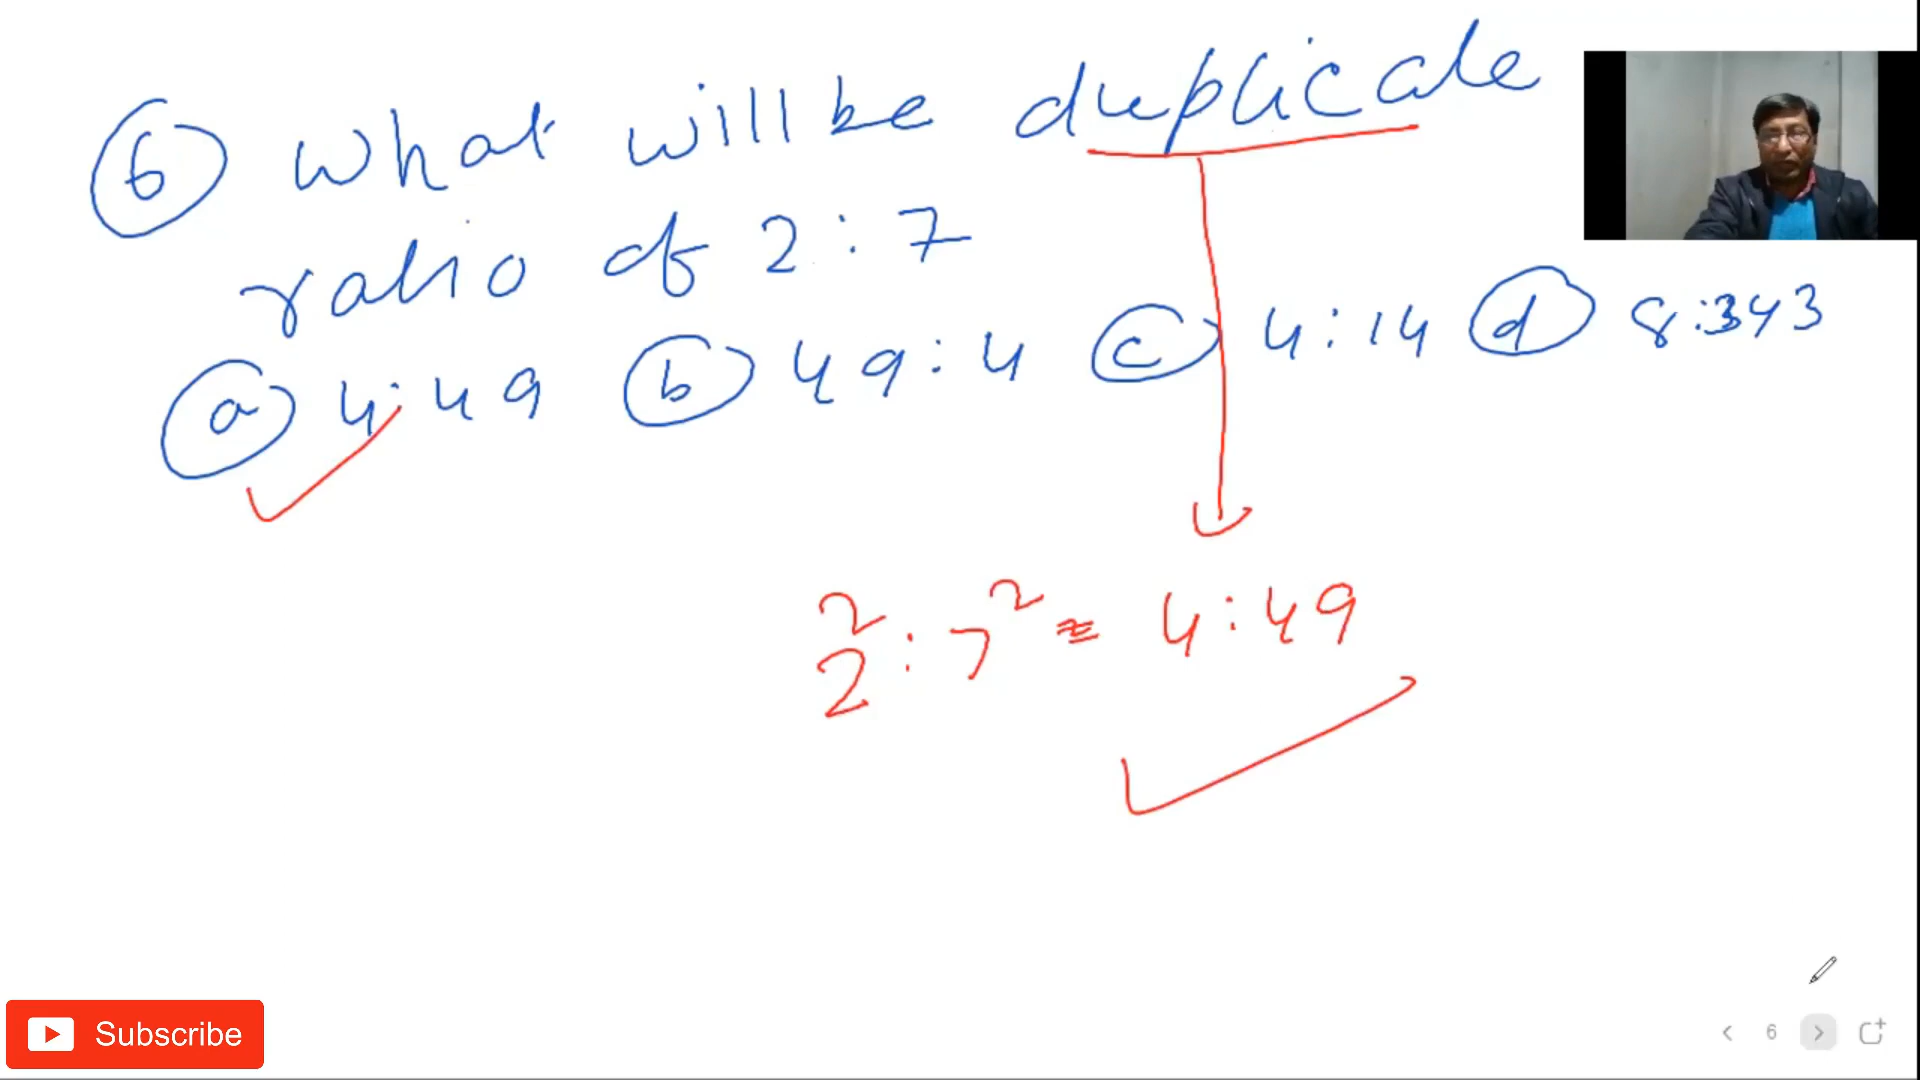 6 What will be duplicate
ratio of 2 : 7
a 4 : 49 b 49 : 4 c 4 : 14 d 8 : 343
2² : 7² = 4 : 49
Subscribe
6